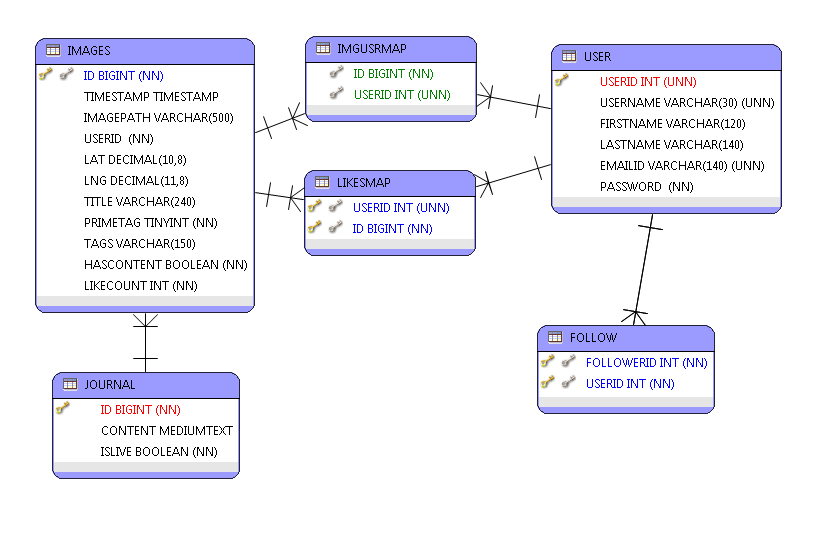 IMAGES
ID BIGINT (NN)
TIMESTAMP TIMESTAMP
IMAGEPATH VARCHAR(500)
USERID  (NN)
LAT DECIMAL(10,8)
LNG DECIMAL(11,8)
TITLE VARCHAR(240)
PRIMETAG TINYINT (NN)
TAGS VARCHAR(150)
HASCONTENT BOOLEAN (NN)
LIKECOUNT INT (NN)
IMGUSRMAP
ID BIGINT (NN)
USERID INT (UNN)
LIKESMAP
USERID INT (UNN)
ID BIGINT (NN)
USER
USERID INT (UNN)
USERNAME VARCHAR(30) (UNN)
FIRSTNAME VARCHAR(120)
LASTNAME VARCHAR(140)
EMAILID VARCHAR(140) (UNN)
PASSWORD  (NN)
JOURNAL
ID BIGINT (NN)
CONTENT MEDIUMTEXT
ISLIVE BOOLEAN (NN)
FOLLOW
FOLLOWERID INT (NN)
USERID INT (NN)